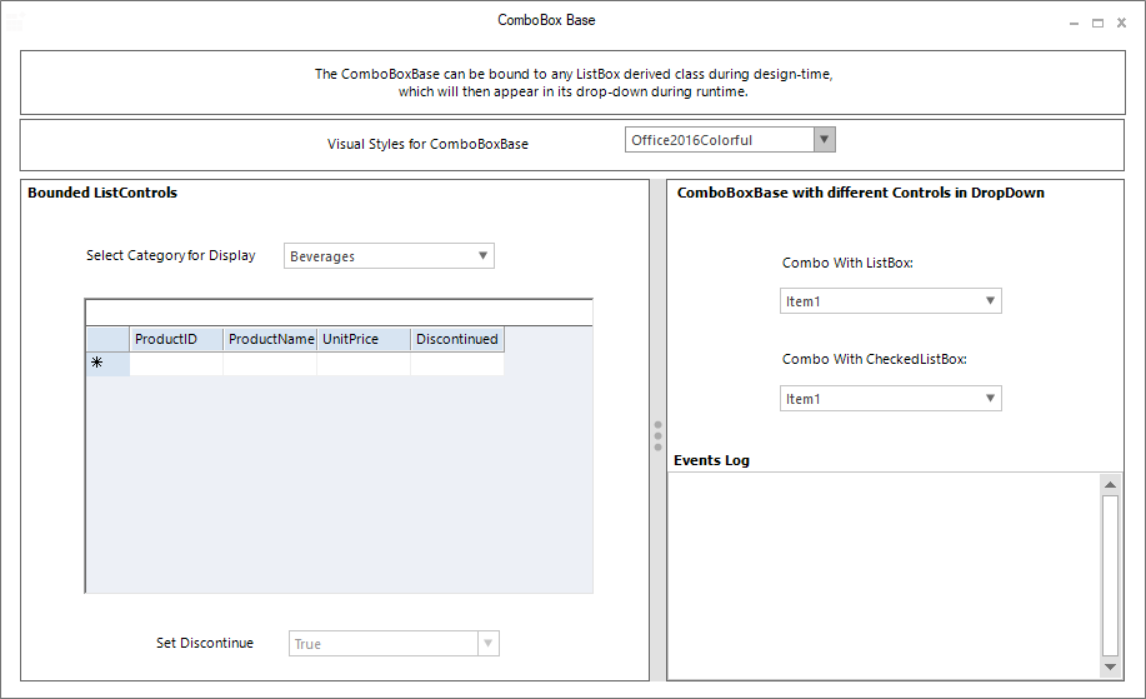 ComboBox Base
The ComboBoxBase can be bound to any ListBox derived class during design-time,
which will then appear in its drop-down during runtime.
Visual Styles for ComboBoxBase
Office2016Colorful
Bounded ListControls
Select Category for Display
Beverages
ProductID ProductName UnitPrice Discontinued
Set Discontinue
True
ComboBoxBase with different Controls in DropDown
Combo With ListBox:
Item1
Combo With CheckedListBox:
Item1
Events Log